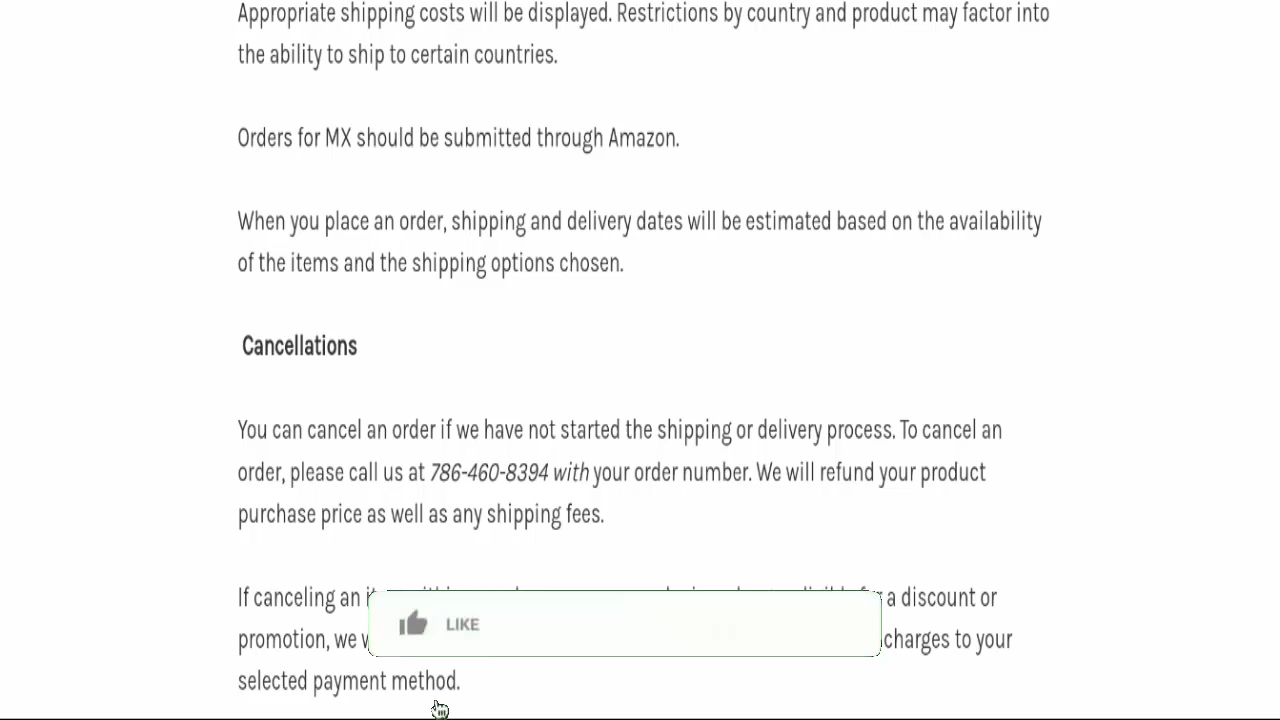 Appropriate shipping costs will be displayed. Restrictions by country and product may factor into
the ability to ship to certain countries.
Orders for MX should be submitted through Amazon.
When you place an order, shipping and delivery dates will be estimated based on the availability
of the items and the shipping options chosen.
Cancellations
You can cancel an order if we have not started the shipping or delivery process. To cancel an
order, please call us at 786-460-8394 with your order number. We will refund your product
purchase price as well as any shipping fees.
If canceling an a discount or
LIKE
promotion, we charges to your
selected payment method.